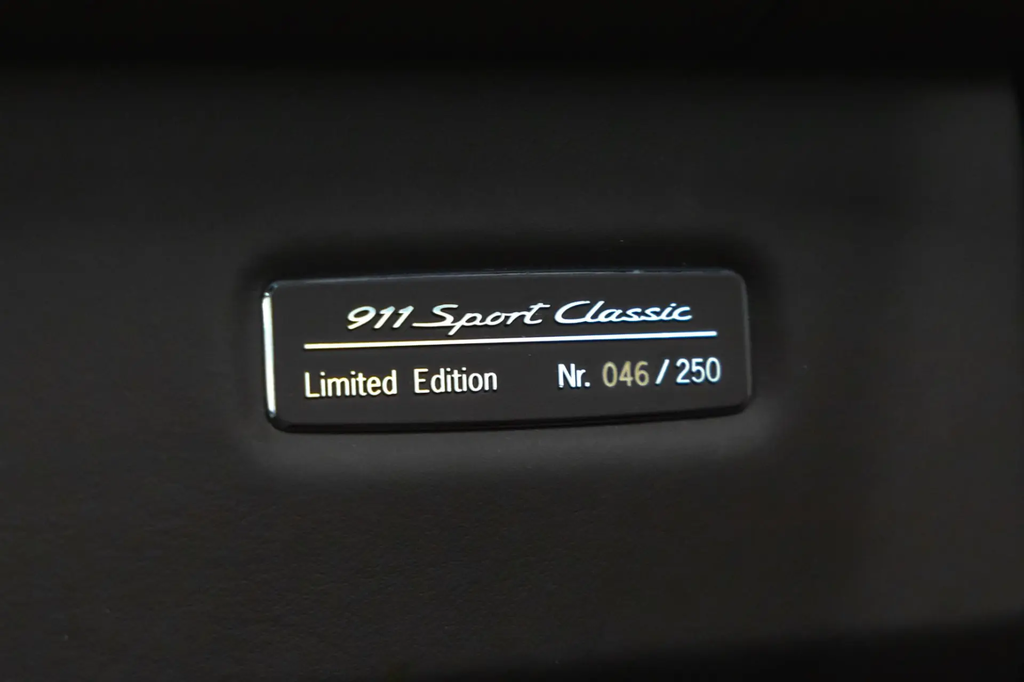 911 Sport Classic
Limited Edition Nr. 046/250